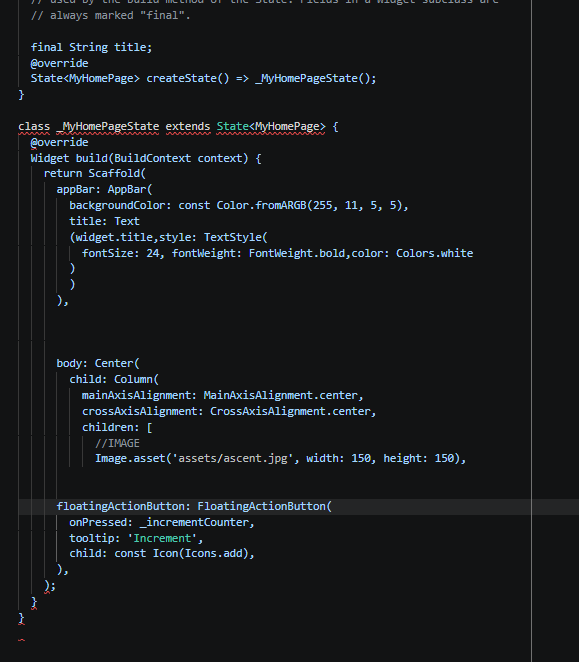 // used by the build method of the State. Fields in a Widget subclass are
// always marked "final".
final String title;
@override
State<MyHomePage> createState() => _MyHomePageState();
}
class _MyHomePageState extends State<MyHomePage> {
@override
Widget build(BuildContext context) {
return Scaffold(
appBar: AppBar(
backgroundColor: const Color.fromARGB(255, 11, 5, 5),
title: Text
(widget.title,style: TextStyle(
fontSize: 24, fontWeight: FontWeight.bold,color: Colors.white
)
)
),
body: Center(
child: Column(
mainAxisAlignment: MainAxisAlignment.center,
crossAxisAlignment: CrossAxisAlignment.center,
children: [
//IMAGE
Image.asset('assets/ascent.jpg', width: 150, height: 150),
floatingActionButton: FloatingActionButton(
onPressed: _incrementCounter,
tooltip: 'Increment',
child: const Icon(Icons.add),
),
);
}
}